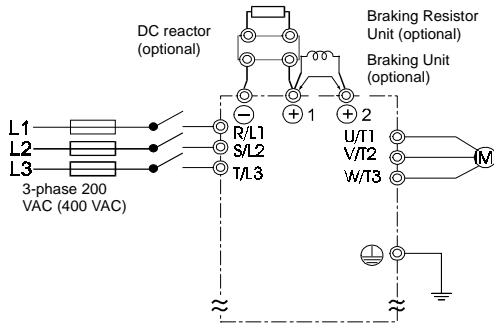 DC reactor
(optional)
Braking Resistor
Unit (optional)
Braking Unit
(optional)
− + 1 + 2
L1
L2
L3
R/L1
S/L2
T/L3
U/T1
V/T2
W/T3
M
3-phase 200
VAC (400 VAC)